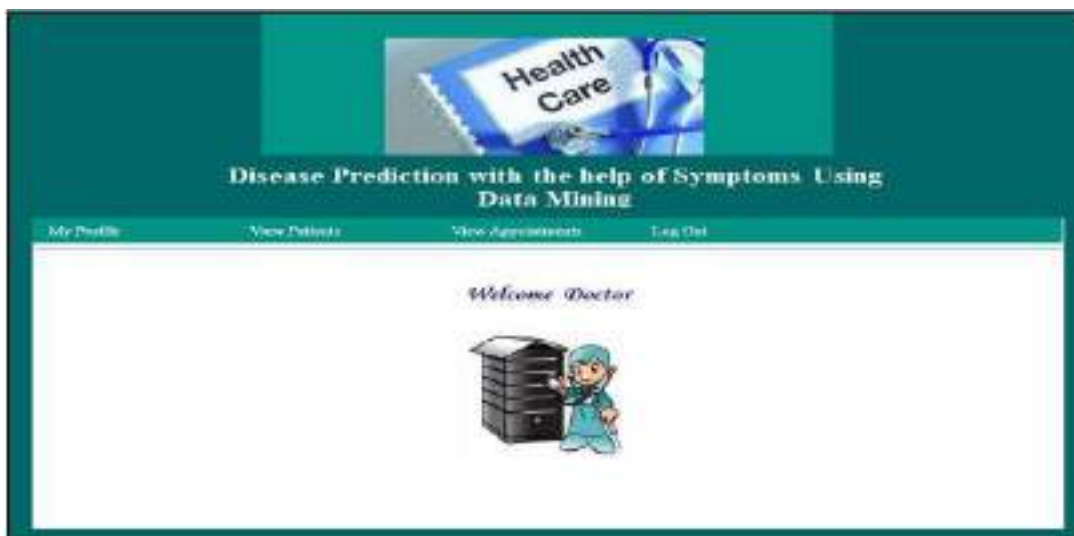 Health
Care
Disease Prediction with the help of Symptoms Using
Data Mining
My Profile View Patients View Appointments Log Out
Welcome Doctor